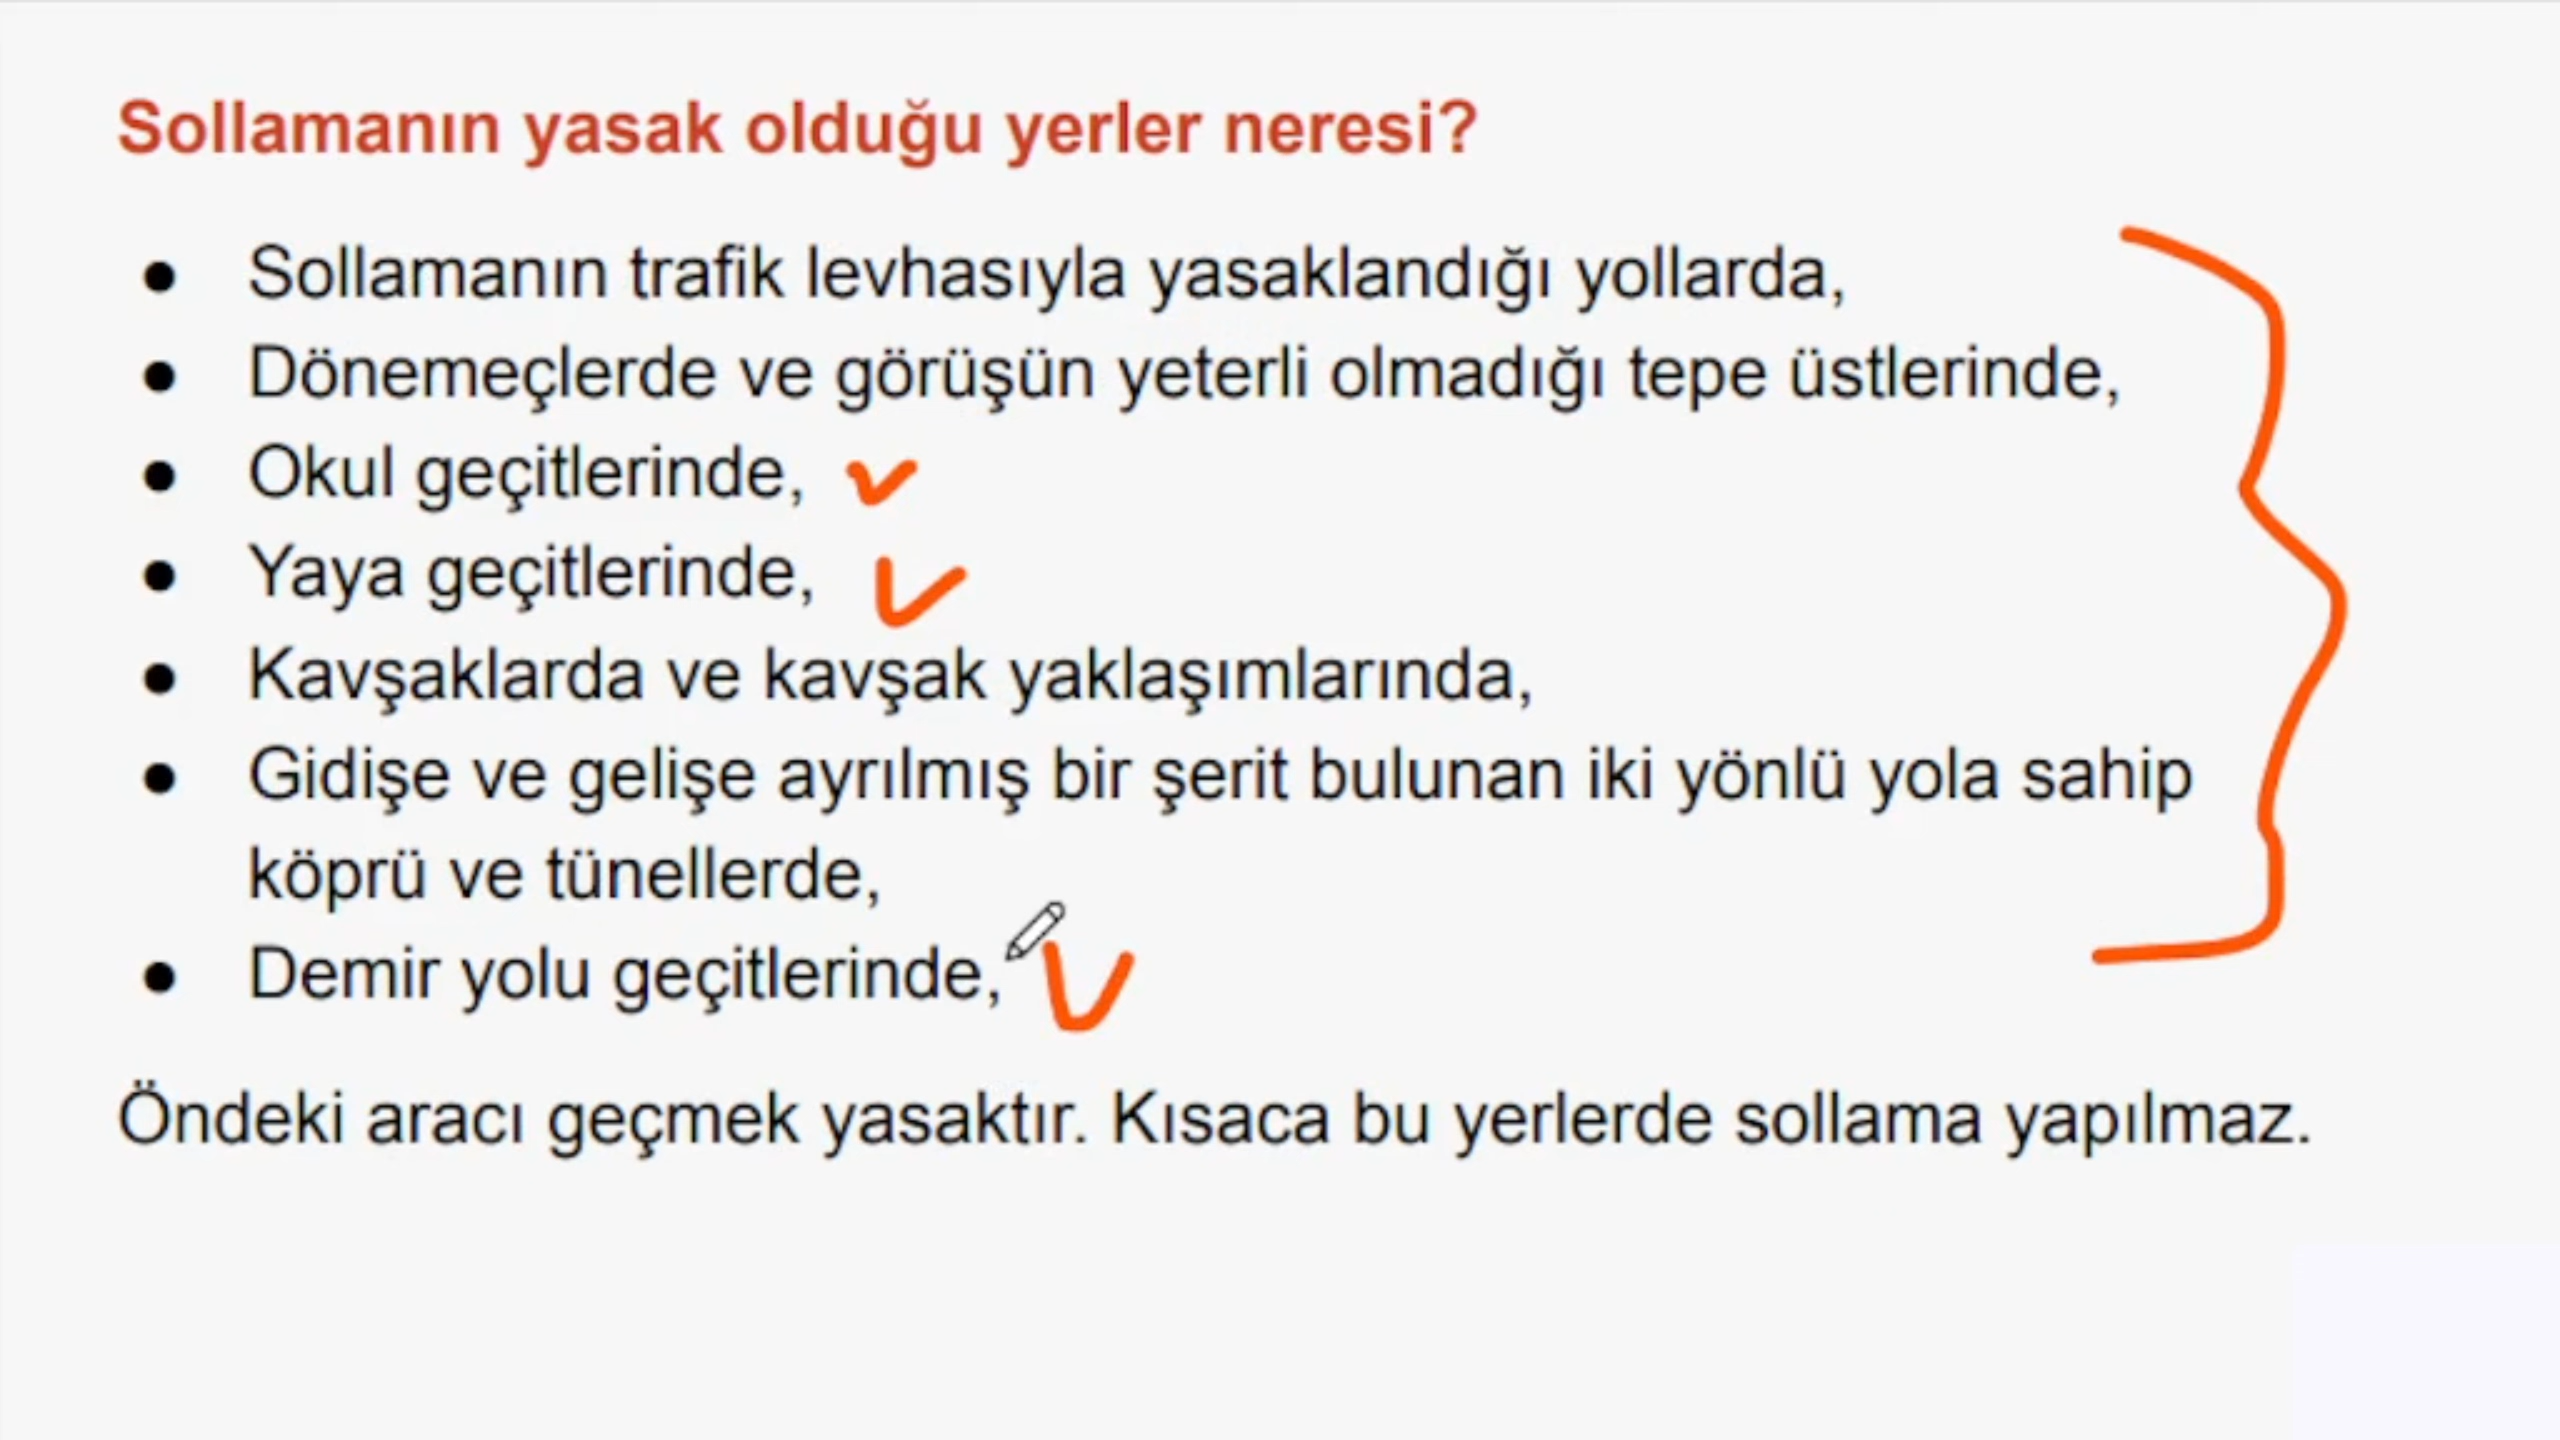 Sollamanın yasak olduğu yerler neresi?
● Sollamanın trafik levhasıyla yasaklandığı yollarda,
● Dönemeçlerde ve görüşün yeterli olmadığı tepe üstlerinde,
● Okul geçitlerinde,
● Yaya geçitlerinde,
● Kavşaklarda ve kavşak yaklaşımlarında,
● Gidişe ve gelişe ayrılmış bir şerit bulunan iki yönlü yola sahip
köprü ve tünellerde,
● Demir yolu geçitlerinde,
Öndeki aracı geçmek yasaktır. Kısaca bu yerlerde sollama yapılmaz.